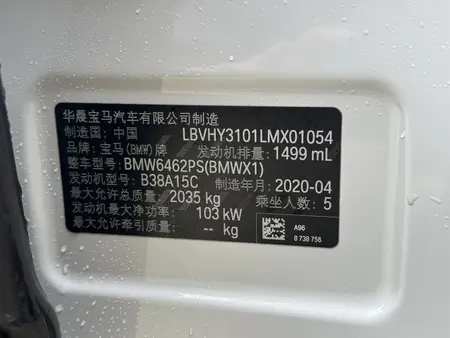 华晟宝马汽车有限公司制造
制造国：中国 LBVHY3101LMX01054
品牌：宝马(BMW)牌 发动机排量：1499 mL
整车型号：BMW6462PS(BMWX1)
发动机型号：B38A15C 制造年月：2020-04
最大允许总质量：2035 kg 乘坐人数：5
最大净功率：103 kW
最大允许牵引质量：-- kg
A96
8 738 756